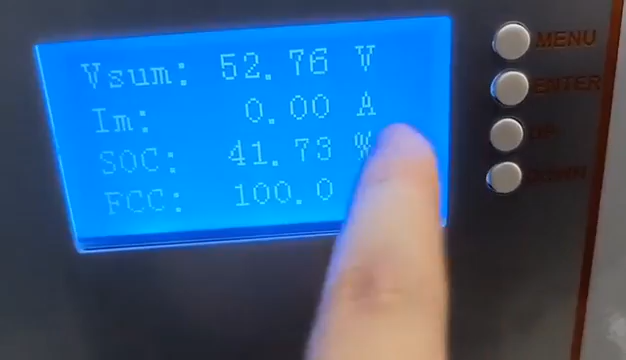 Vsum: 52.76 V
Im: 0.00 A
SOC: 41.73 %
FCC: 100.0
MENU
ENTER